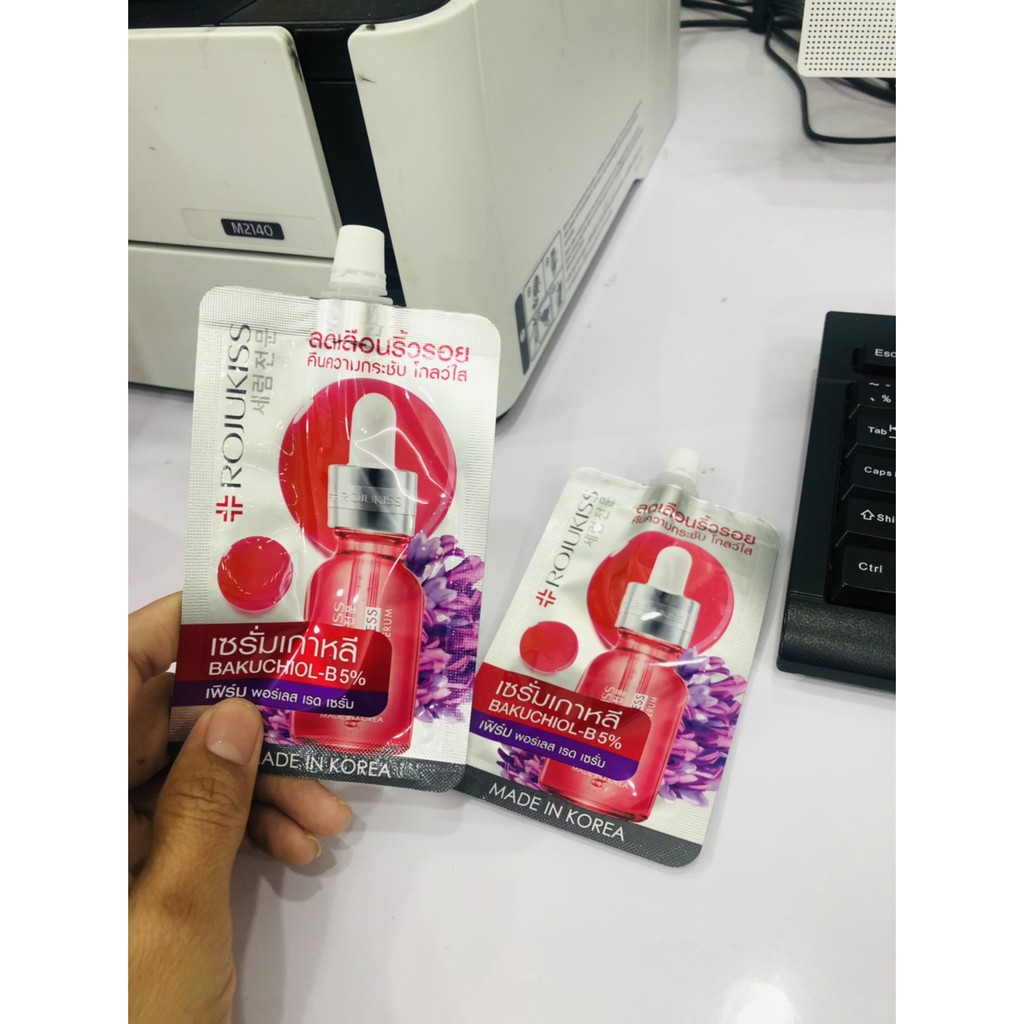 M2140
ROJUKISS
세럼전문
ลดเลือนริ้วรอย
คืนความกระชับ โกลว์ใส
ROJUKISS
เซรั่มเกาหลี
BAKUCHIOL-B5%
เฟิร์ม พอร์เลส เรด เซรั่ม
MADE IN KOREA
ROJUKISS
세럼전문
ลดเลือนริ้วรอย
คืนความกระชับ โกลว์ใส
เซรั่มเกาหลี
BAKUCHIOL-B5%
เฟิร์ม พอร์เลส เรด เซรั่ม
MADE IN KOREA
Esc
Tab
Caps
Shi
Ctrl